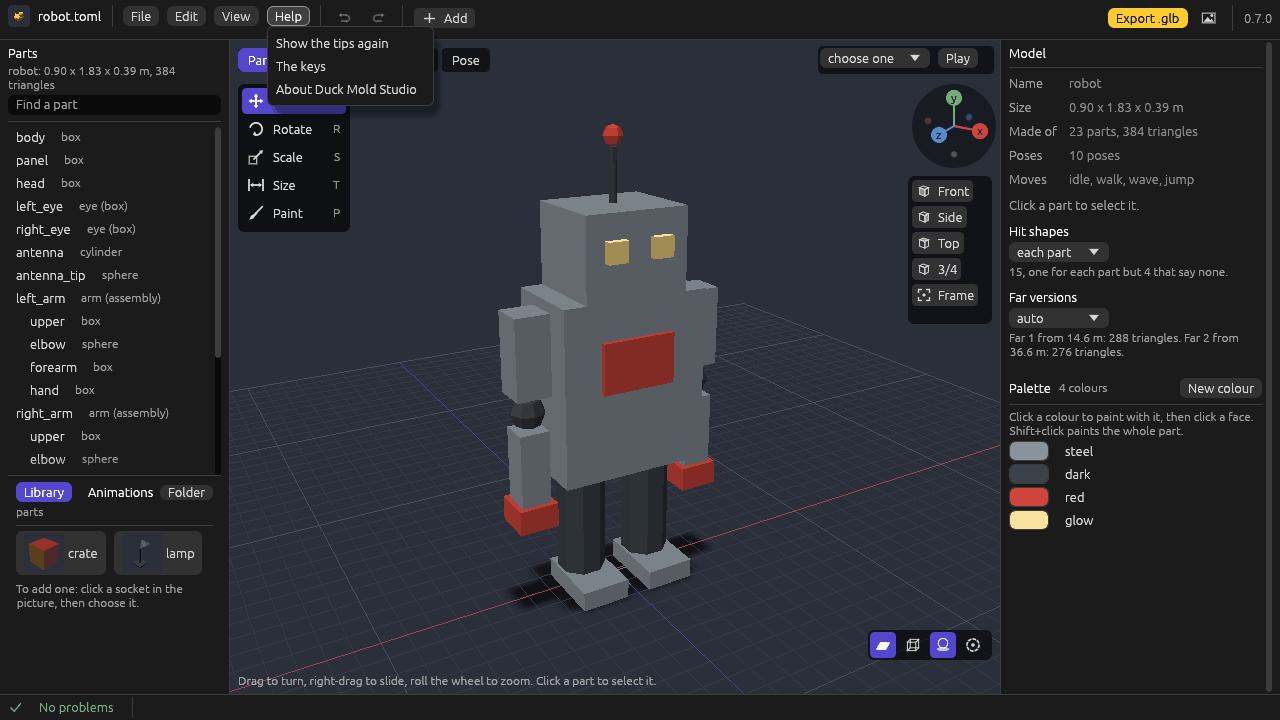 robot.toml File Edit View Help Add Export .glb 0.7.0
Show the tips again
The keys
About Duck Mold Studio
Parts
robot: 0.90 x 1.83 x 0.39 m, 384
triangles
Find a part
body box
panel box
head box
left_eye eye (box)
right_eye eye (box)
antenna cylinder
antenna_tip sphere
left_arm arm (assembly)
upper box
elbow sphere
forearm box
hand box
right_arm arm (assembly)
upper box
elbow sphere
Library Animations Folder
parts
crate lamp
To add one: click a socket in the
picture, then choose it.
Pose
Rotate R
Scale S
Size T
Paint P
choose one Play
y
x
z
Front
Side
Top
3/4
Frame
Drag to turn, right-drag to slide, roll the wheel to zoom. Click a part to select it.
Model
Name robot
Size 0.90 x 1.83 x 0.39 m
Made of 23 parts, 384 triangles
Poses 10 poses
Moves idle, walk, wave, jump
Click a part to select it.
Hit shapes
each part
15, one for each part but 4 that say none.
Far versions
auto
Far 1 from 14.6 m: 288 triangles. Far 2 from
36.6 m: 276 triangles.
Palette 4 colours New colour
Click a colour to paint with it, then click a face.
Shift+click paints the whole part.
steel
dark
red
glow
No problems